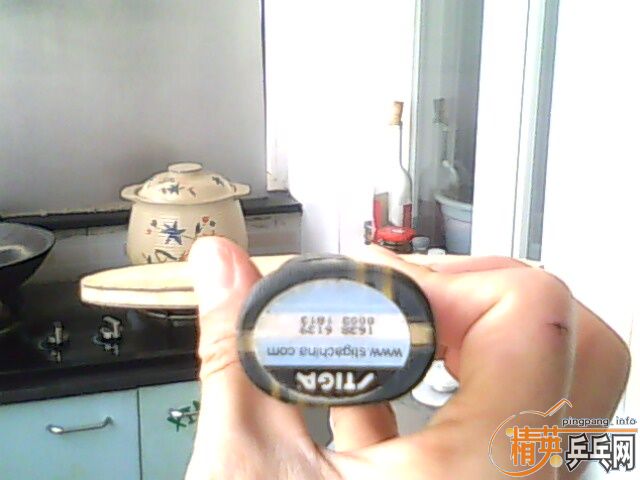 STIGA
www.stigachina.com
pingpang.info
精英乒乓网